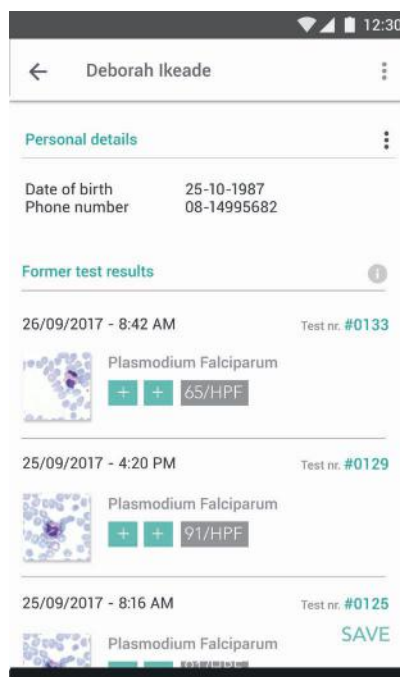 12:30
Deborah Ikeade
Personal details
Date of birth 25-10-1987
Phone number 08-14995682
Former test results
26/09/2017 - 8:42 AM Test nr. #0133
Plasmodium Falciparum
+ + 65/HPF
25/09/2017 - 4:20 PM Test nr. #0129
Plasmodium Falciparum
+ + 91/HPF
25/09/2017 - 8:16 AM Test nr. #0125
Plasmodium Falciparum
SAVE